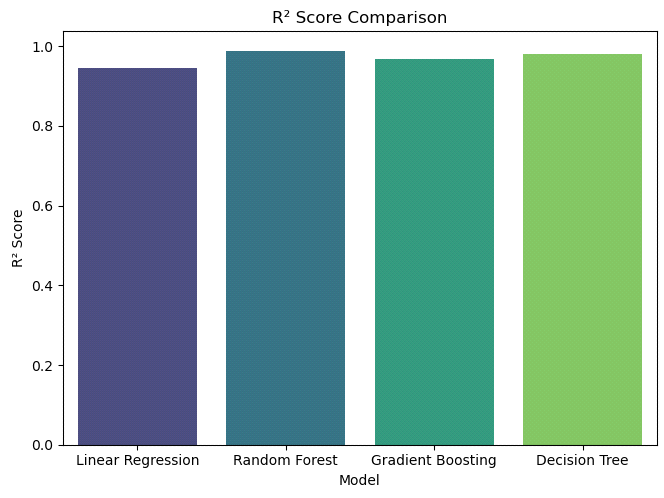 R² Score Comparison
R² Score
1.0
0.8
0.6
0.4
0.2
0.0
Linear Regression
Random Forest
Gradient Boosting
Decision Tree
Model